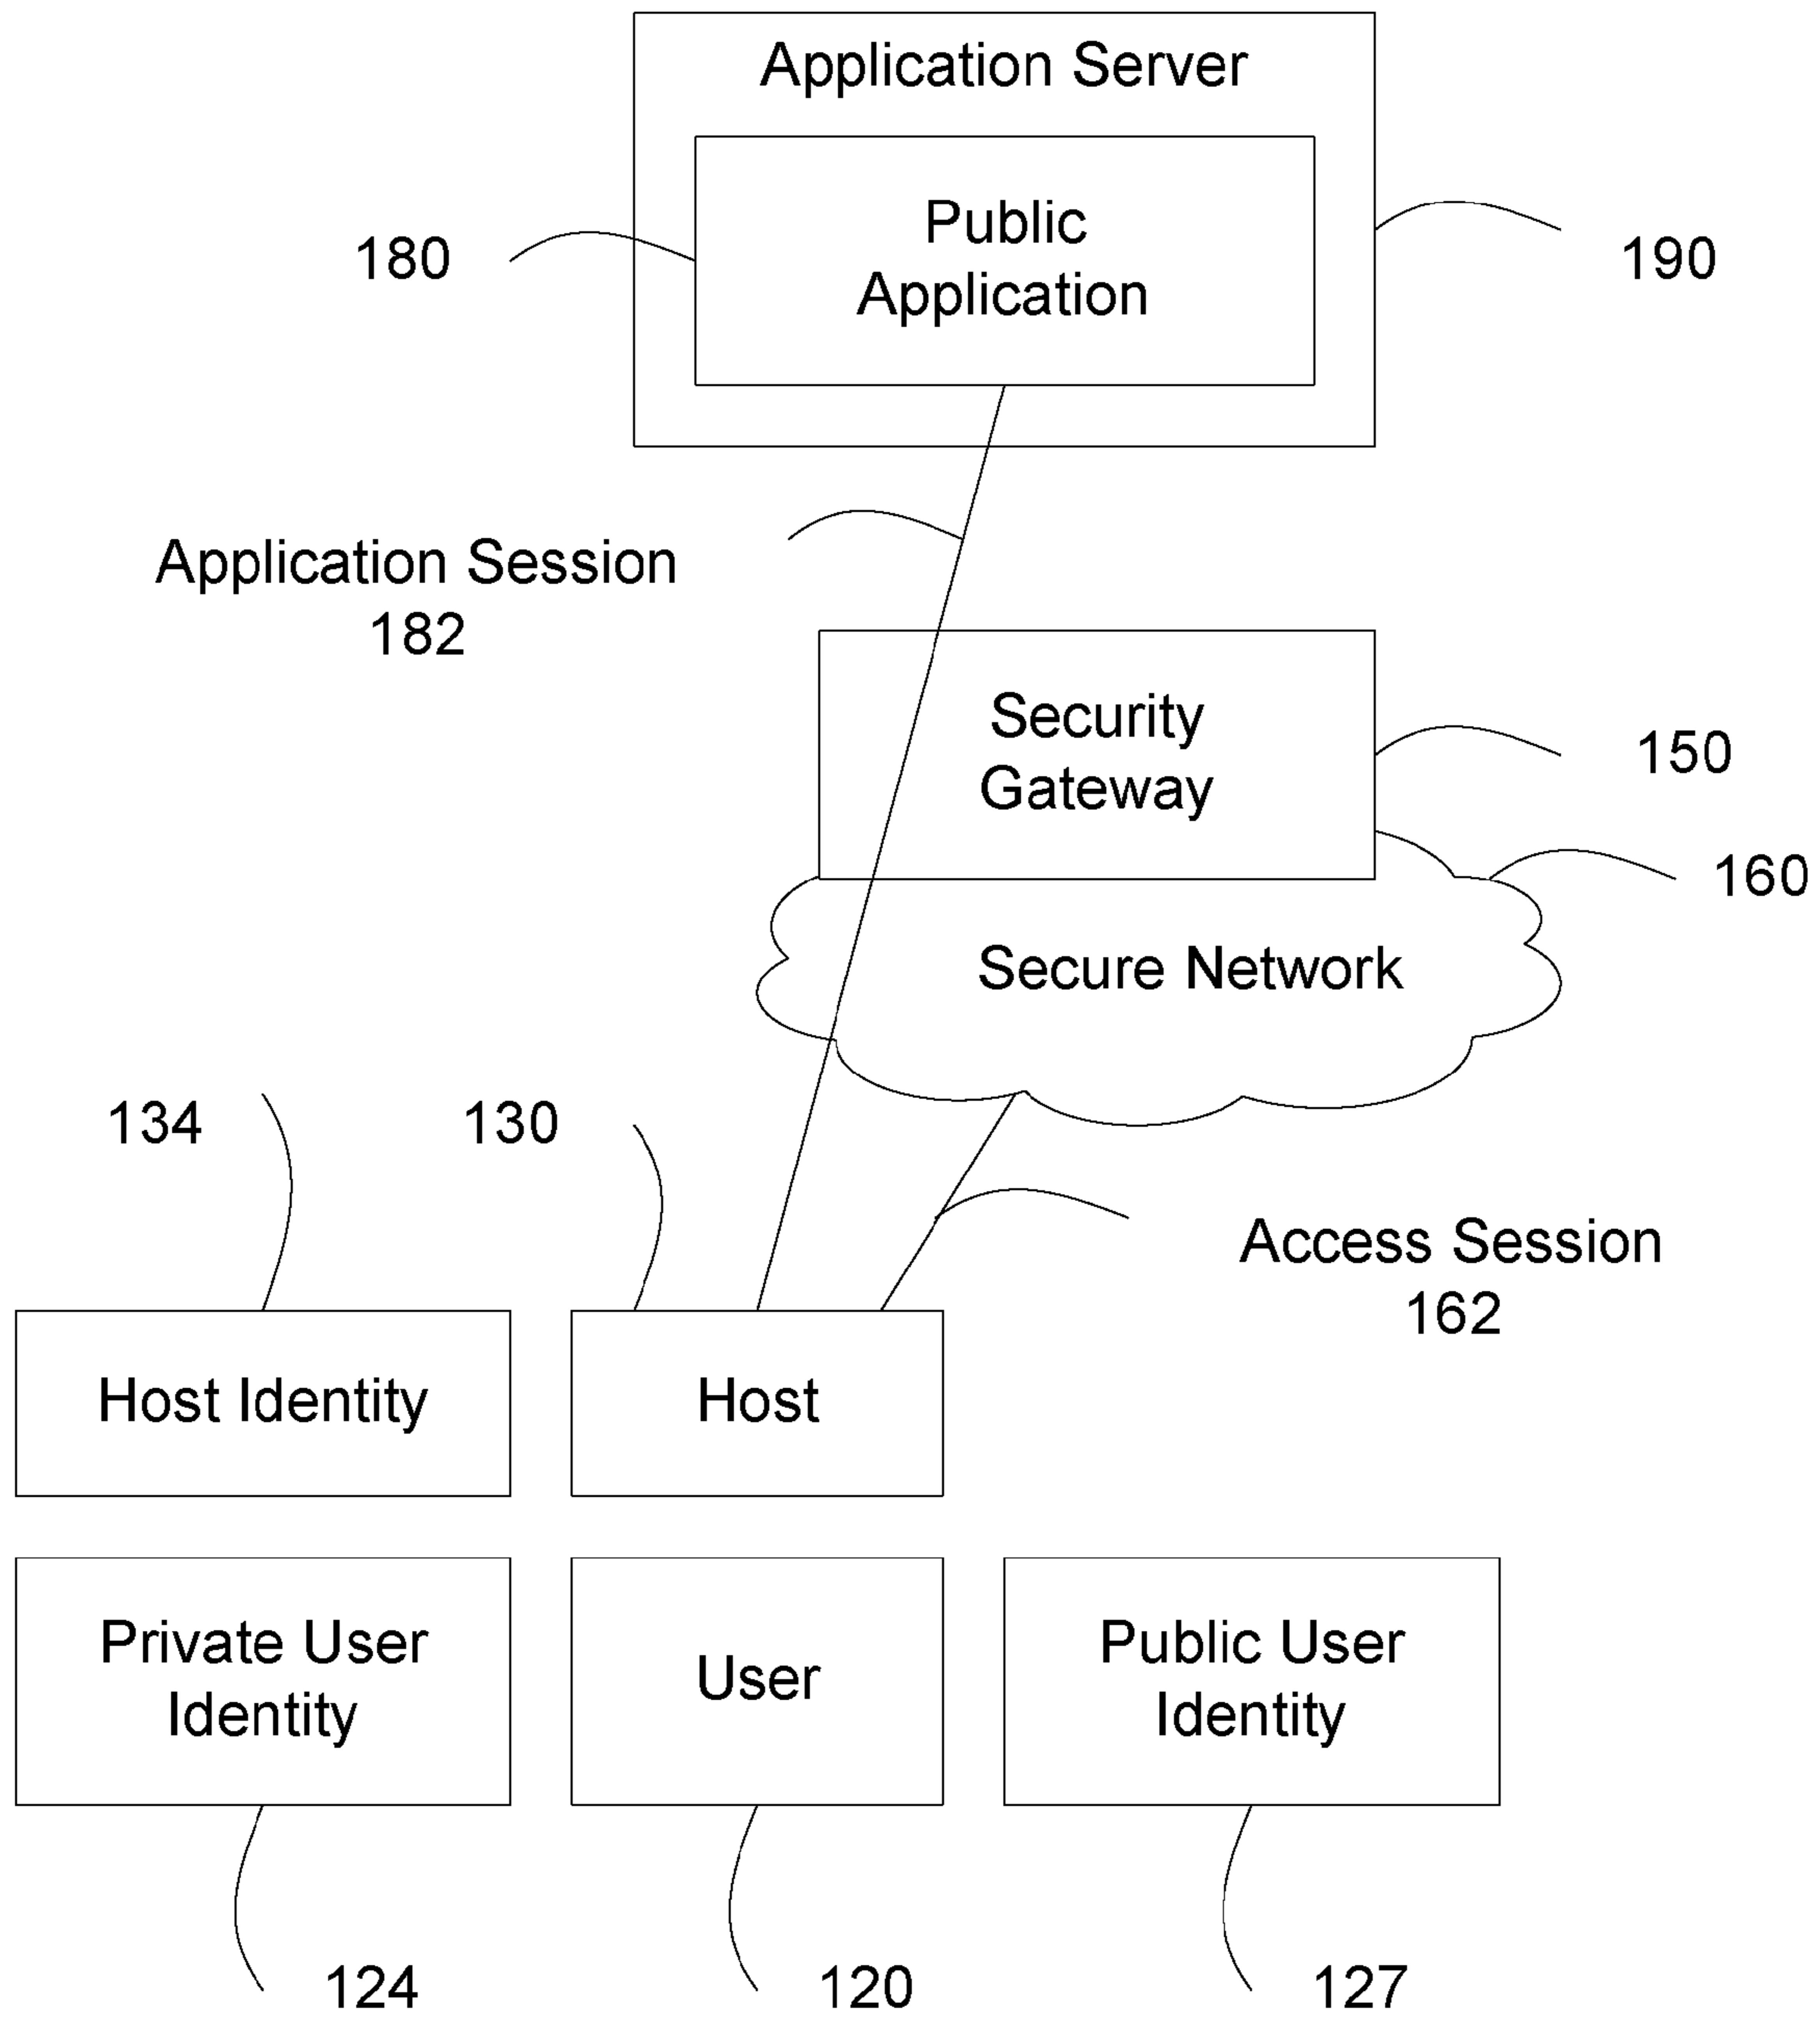 Application Server
Public
Application
180
190
Application Session
182
Security
Gateway
150
160
Secure Network
134
130
Access Session
162
Host Identity
Host
Private User
Identity
User
Public User
Identity
124
120
127